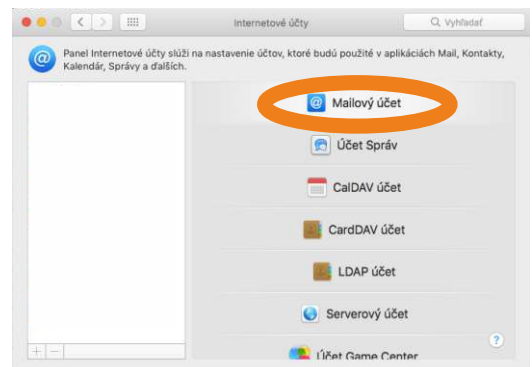 Internetové účty
Vyhľadať
Panel Internetové účty slúži na nastavenie účtov, ktoré budú použité v aplikáciách Mail, Kontakty,
Kalendár, Správy a ďalších.
Mailový účet
Účet Správ
CalDAV účet
CardDAV účet
LDAP účet
Serverový účet
Účet Game Center